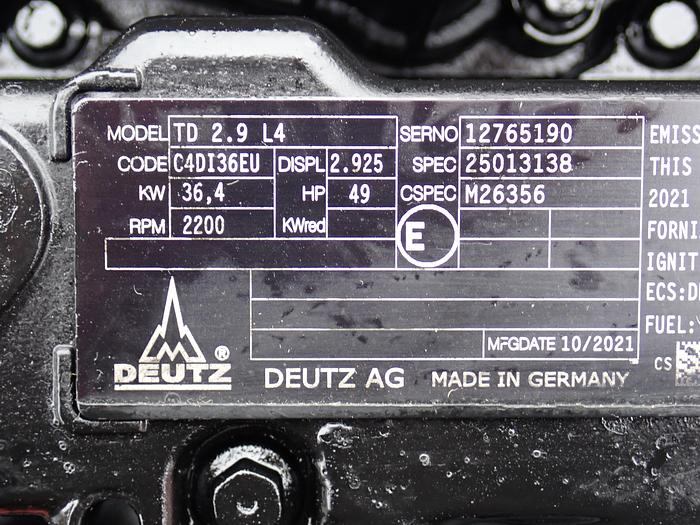 MODEL TD 2.9 L4 SERNO 12765190 EMISS
CODE C4DI36EU DISPL 2.925 SPEC 25013138 THIS
KW 36,4 HP 49 CSPEC M26356 2021
RPM 2200 KWred E FORNI
IGNIT
ECS:DI
FUEL:
MFGDATE 10/2021
CS
DEUTZ ® DEUTZ AG MADE IN GERMANY